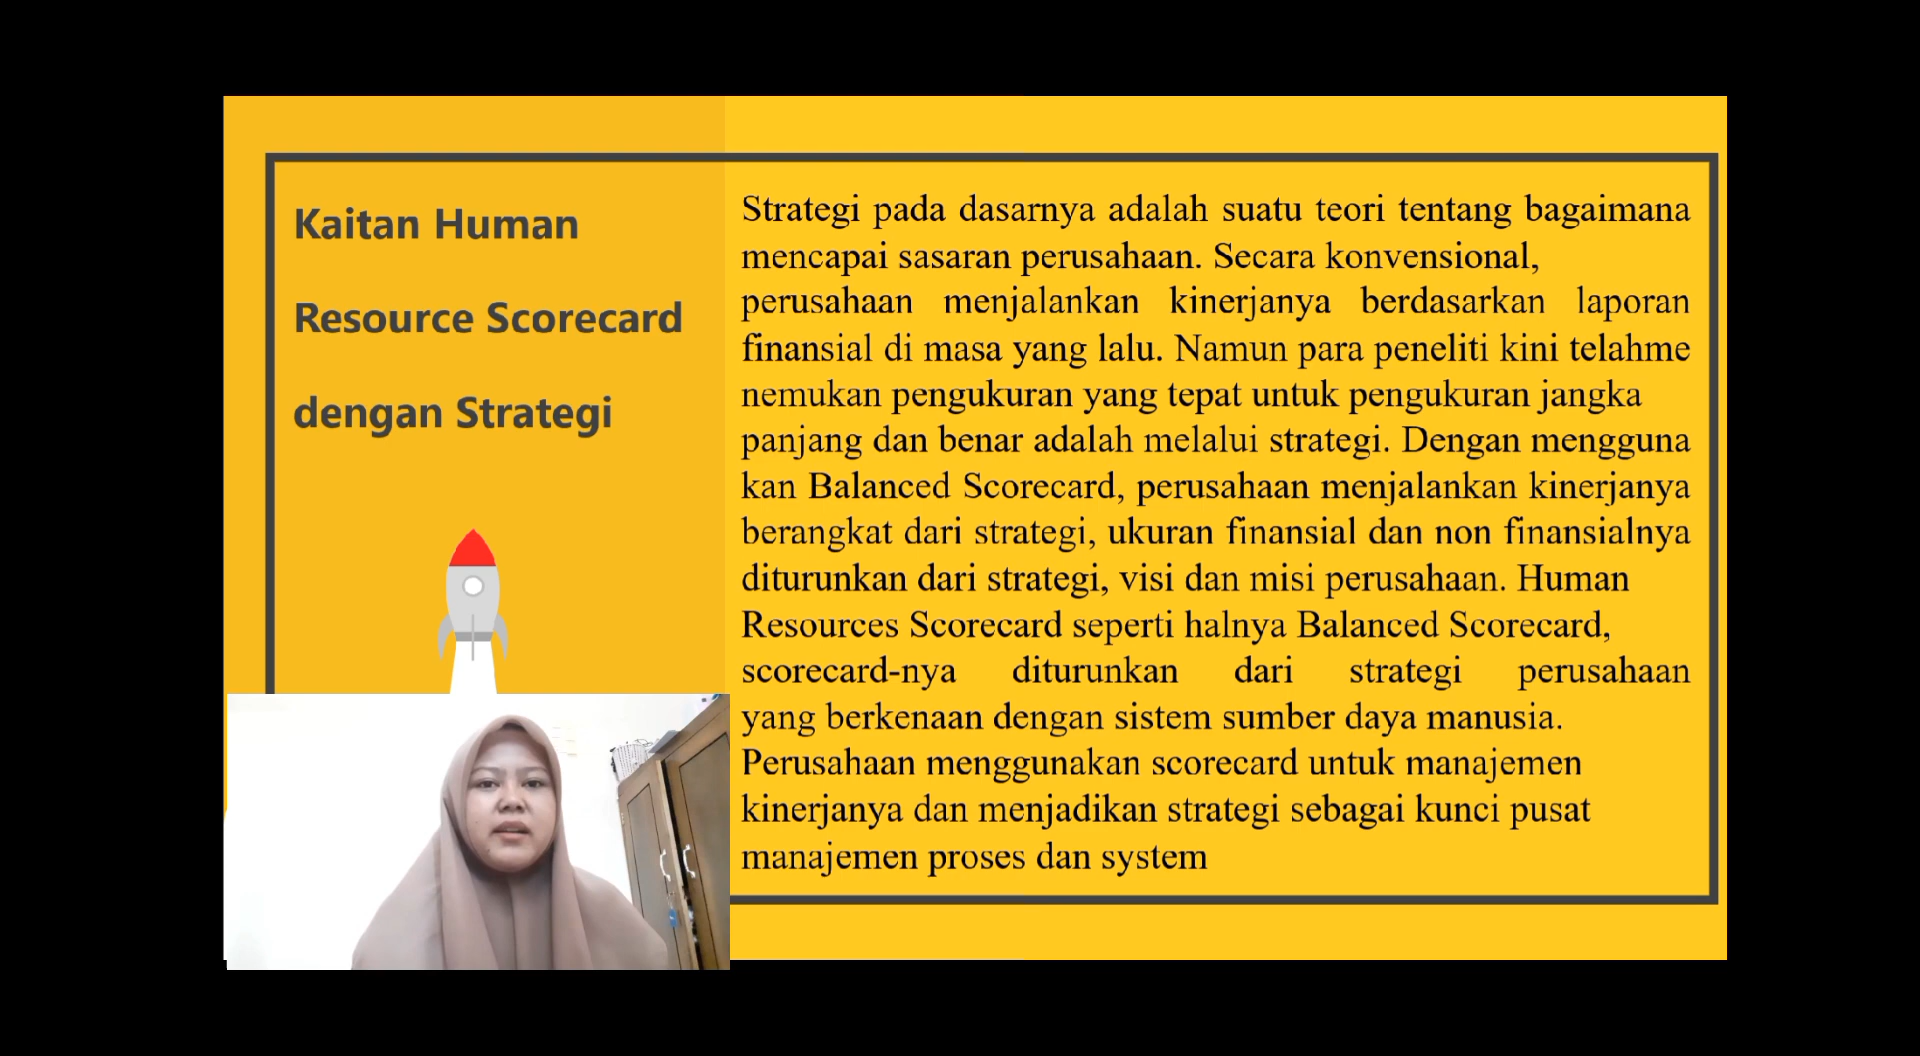 Kaitan Human
Resource Scorecard
dengan Strategi
Strategi pada dasarnya adalah suatu teori tentang bagaimana
mencapai sasaran perusahaan. Secara konvensional,
perusahaan menjalankan kinerjanya berdasarkan laporan
finansial di masa yang lalu. Namun para peneliti kini telahme
nemukan pengukuran yang tepat untuk pengukuran jangka
panjang dan benar adalah melalui strategi. Dengan mengguna
kan Balanced Scorecard, perusahaan menjalankan kinerjanya
berangkat dari strategi, ukuran finansial dan non finansialnya
diturunkan dari strategi, visi dan misi perusahaan. Human
Resources Scorecard seperti halnya Balanced Scorecard,
scorecard-nya diturunkan dari strategi perusahaan
yang berkenaan dengan sistem sumber daya manusia.
Perusahaan menggunakan scorecard untuk manajemen
kinerjanya dan menjadikan strategi sebagai kunci pusat
manajemen proses dan system